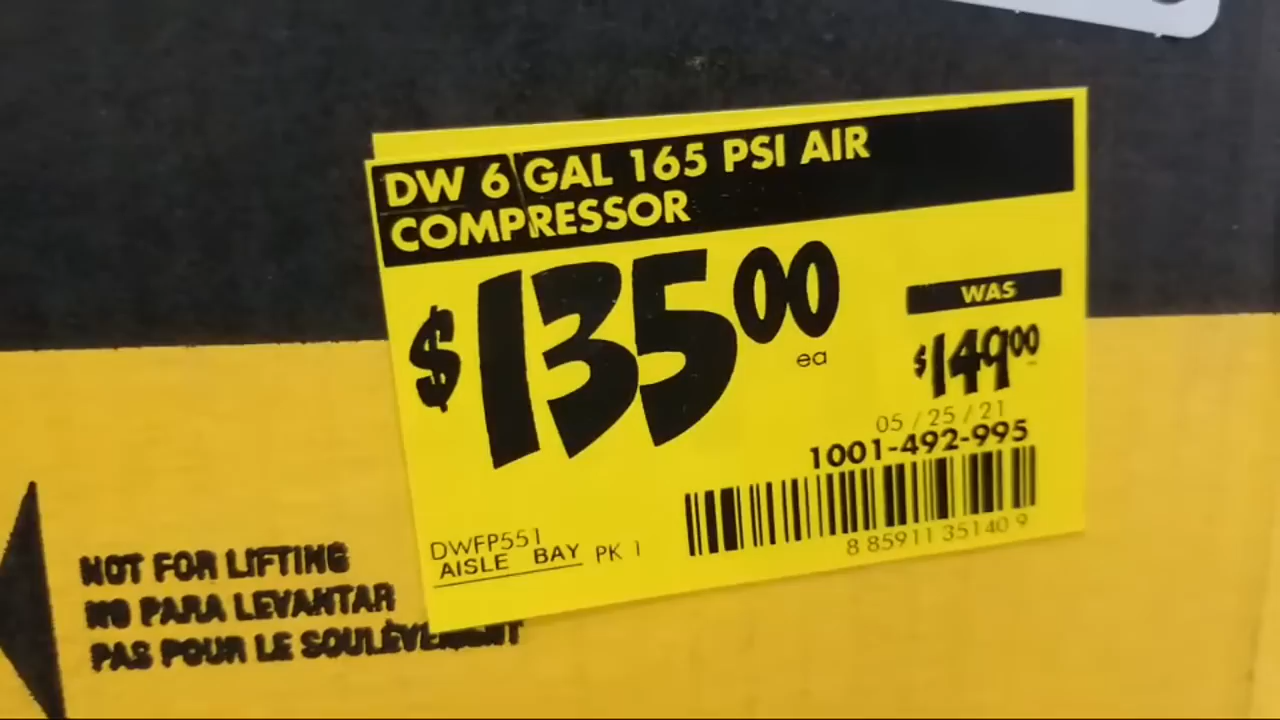 DW 6 GAL 165 PSI AIR
COMPRESSOR
$135.00
ea
WAS
$149.00
05 / 25 / 21
1001-492-995
8 85911 35140 9
DWFP551
AISLE BAY PK 1
NOT FOR LIFTING
NO PARA LEVANTAR
PAS POUR LE SOULÈVEMENT